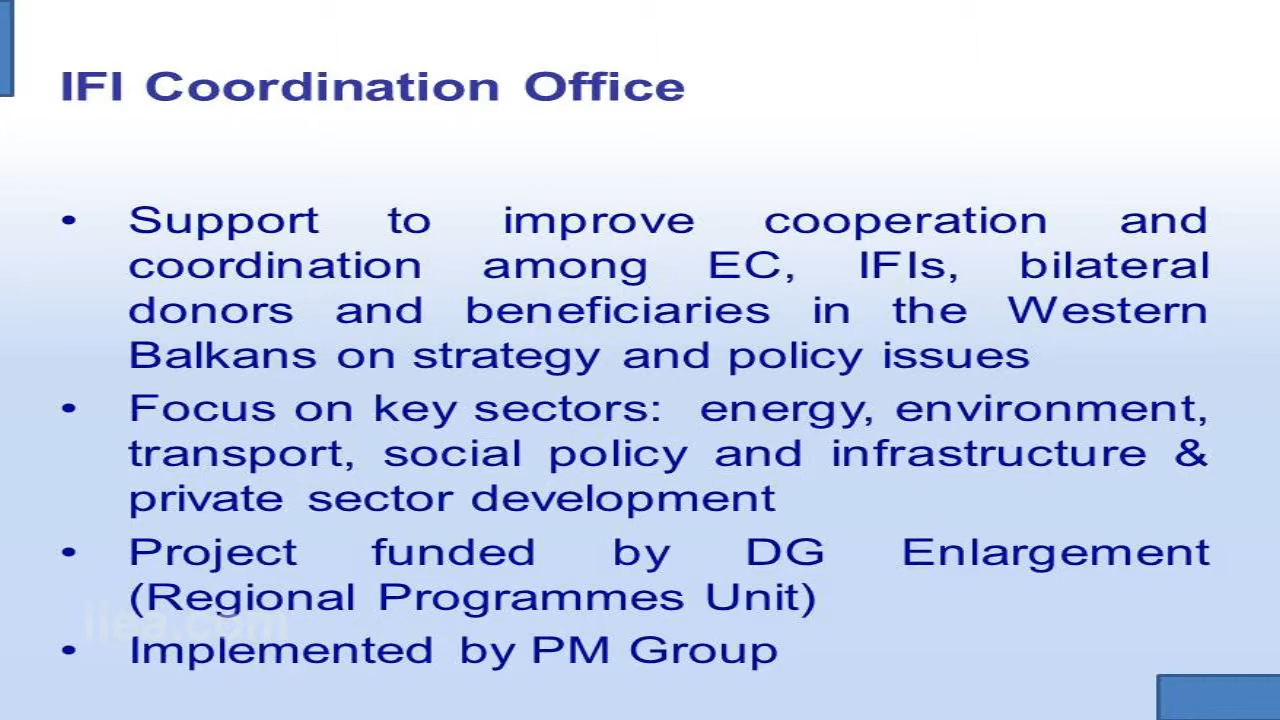 IFI Coordination Office
• Support to improve cooperation and
coordination among EC, IFIs, bilateral
donors and beneficiaries in the Western
Balkans on strategy and policy issues
• Focus on key sectors: energy, environment,
transport, social policy and infrastructure &
private sector development
• Project funded by DG Enlargement
(Regional Programmes Unit)
iiea.com
• Implemented by PM Group